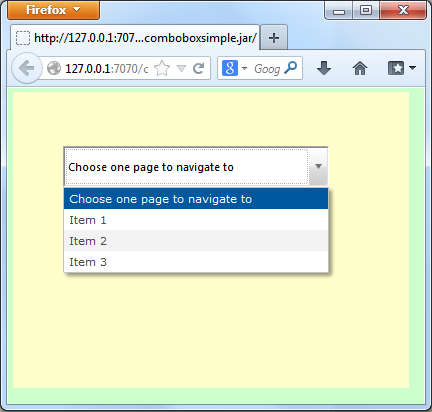 Firefox
http://127.0.0.1:707...comboboxsimple.jar/
127.0.0.1:7070/c
Goog
Choose one page to navigate to
Choose one page to navigate to
Item 1
Item 2
Item 3